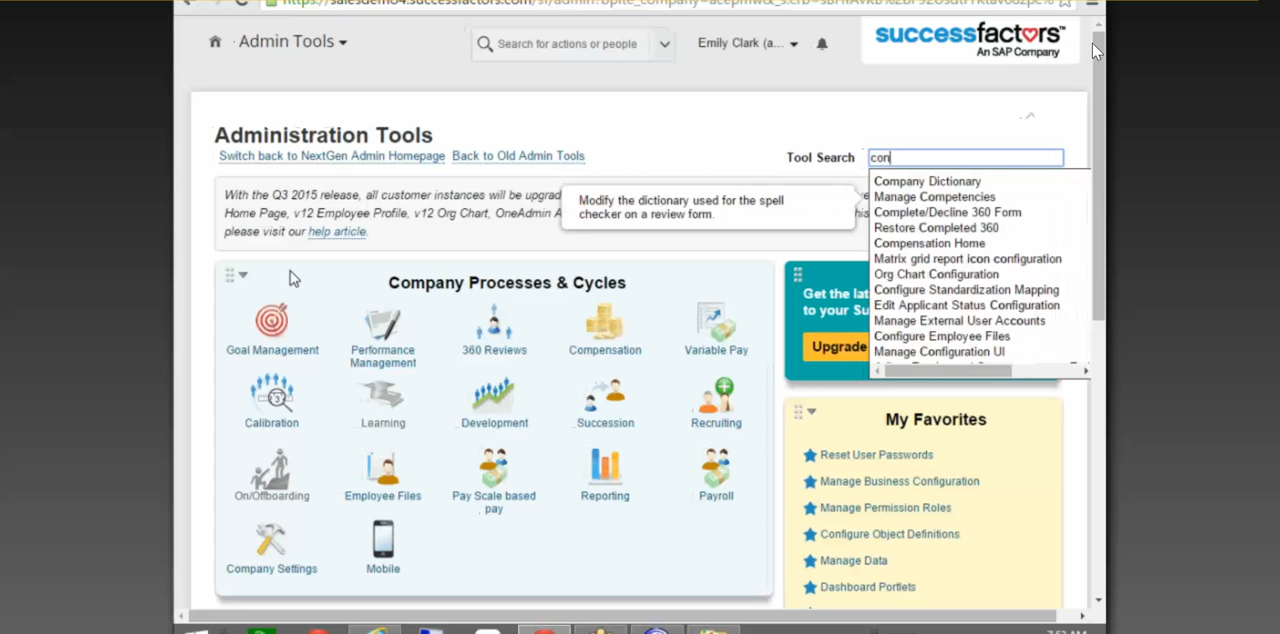 Admin Tools
Search for actions or people
Emily Clark (a...
successfactors™
An SAP Company
Administration Tools
Switch back to NextGen Admin Homepage Back to Old Admin Tools
Tool Search con
With the Q3 2015 release, all customer instances will be upgrad
Home Page, v12 Employee Profile, v12 Org Chart, OneAdmin A
please visit our help article.
Modify the dictionary used for the spell
checker on a review form.
Company Dictionary
Manage Competencies
Complete/Decline 360 Form
Restore Completed 360
Compensation Home
Matrix grid report icon configuration
Org Chart Configuration
Configure Standardization Mapping
Edit Applicant Status Configuration
Manage External User Accounts
Configure Employee Files
Manage Configuration UI
Company Processes & Cycles
Goal Management
Performance
Management
360 Reviews
Compensation
Variable Pay
Calibration
Learning
Development
Succession
Recruiting
On/Offboarding
Employee Files
Pay Scale based
pay
Reporting
Payroll
Company Settings
Mobile
Get the lat
to your Su
Upgrade
My Favorites
Reset User Passwords
Manage Business Configuration
Manage Permission Roles
Configure Object Definitions
Manage Data
Dashboard Portlets